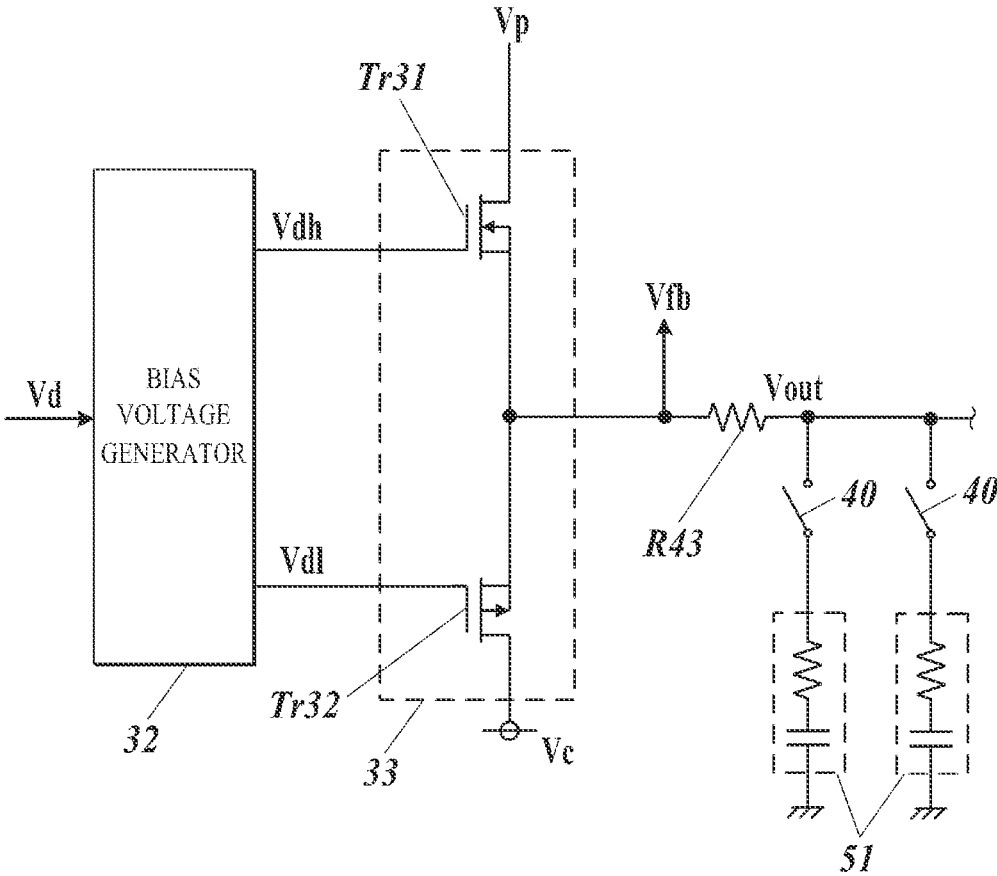 Vp
Tr31
Vdh
Vfb
Vd
BIAS
VOLTAGE
GENERATOR
Vout
40
40
R43
Vdl
Tr32
32
33
Vc
51